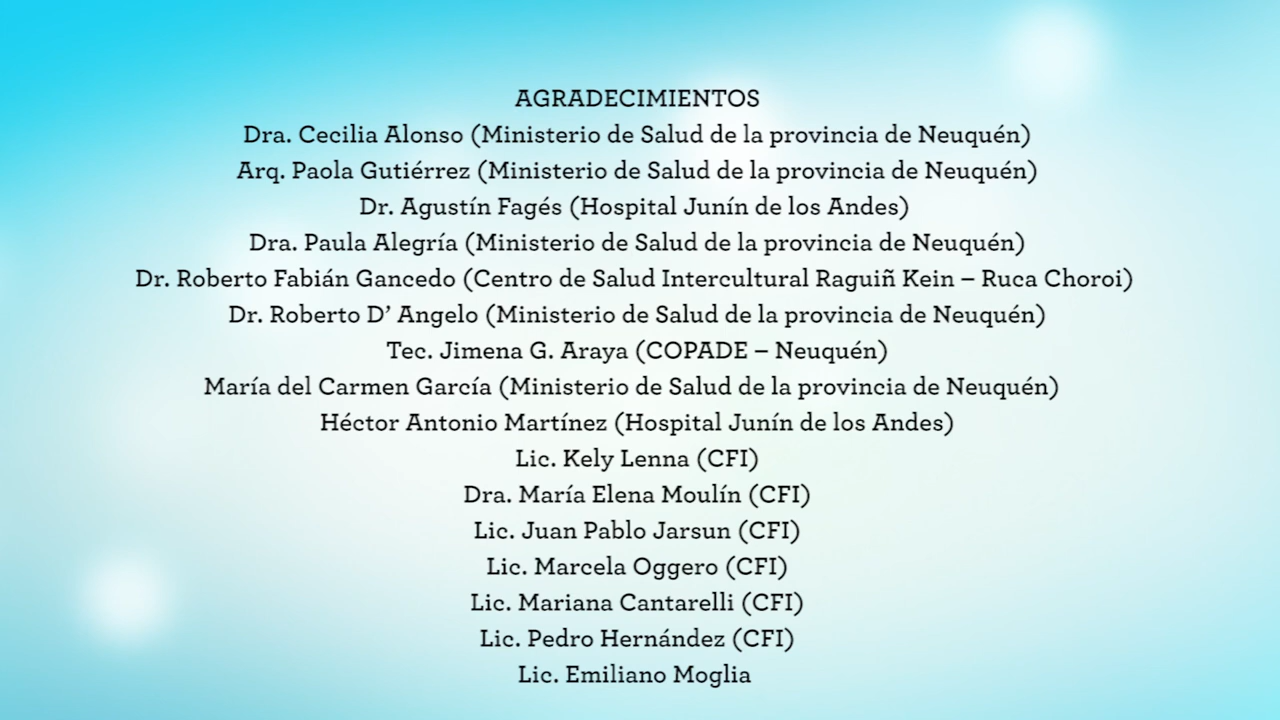 AGRADECIMIENTOS
Dra. Cecilia Alonso (Ministerio de Salud de la provincia de Neuquén)
Arq. Paola Gutiérrez (Ministerio de Salud de la provincia de Neuquén)
Dr. Agustín Fagés (Hospital Junín de los Andes)
Dra. Paula Alegría (Ministerio de Salud de la provincia de Neuquén)
Dr. Roberto Fabián Gancedo (Centro de Salud Intercultural Raguiñ Kein – Ruca Choroi)
Dr. Roberto D’ Angelo (Ministerio de Salud de la provincia de Neuquén)
Tec. Jimena G. Araya (COPADE – Neuquén)
María del Carmen García (Ministerio de Salud de la provincia de Neuquén)
Héctor Antonio Martínez (Hospital Junín de los Andes)
Lic. Kely Lenna (CFI)
Dra. María Elena Moulín (CFI)
Lic. Juan Pablo Jarsun (CFI)
Lic. Marcela Oggero (CFI)
Lic. Mariana Cantarelli (CFI)
Lic. Pedro Hernández (CFI)
Lic. Emiliano Moglia